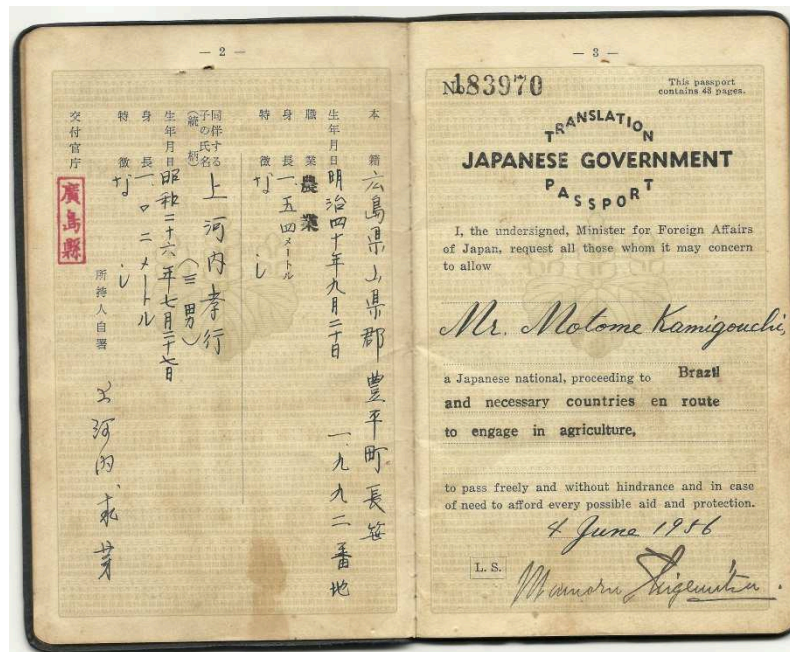 — 2 —
本籍 広島県山県郡豊平町長笹
一、九九二番地
生年月日 明治四十年九月二十日
職業 農業
身長 一.五四メートル
特徴 なし
同伴する子の氏名 上河内孝行
(続柄) (三男)
生年月日 昭和二十六年七月二十七日
身長 一.〇二メートル
特徴 なし
所持人自署 上河内求芽
交付官庁 廣島縣
— 3 —
No. 183970
This passport
contains 48 pages.
TRANSLATION
JAPANESE GOVERNMENT
PASSPORT
I, the undersigned, Minister for Foreign Affairs
of Japan, request all those whom it may concern
to allow
Mr. Motome Kamigouchi,
a Japanese national, proceeding to Brazil
and necessary countries en route
to engage in agriculture,
to pass freely and without hindrance and in case
of need to afford every possible aid and protection.
4 June 1956
L. S.
Mamoru Shigemitsu.